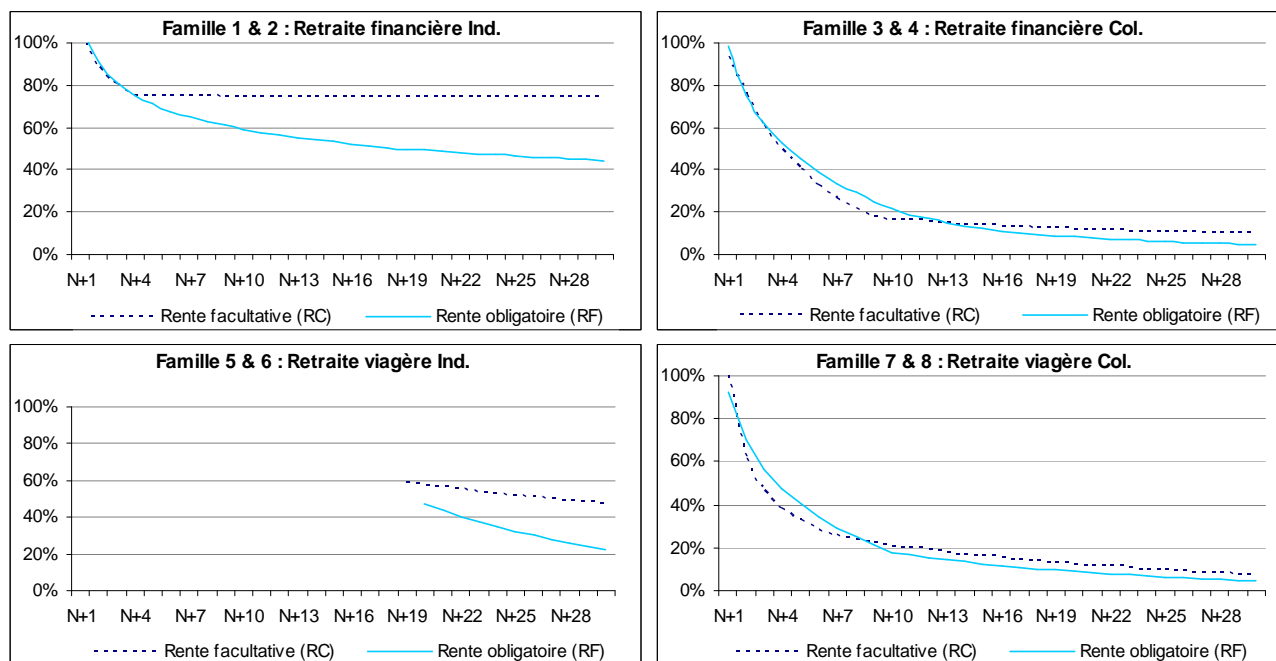 Famille 1 & 2 : Retraite financière Ind.
100%
80%
60%
40%
20%
0%
N+1 N+4 N+7 N+10 N+13 N+16 N+19 N+22 N+25 N+28
Rente facultative (RC) Rente obligatoire (RF)
Famille 3 & 4 : Retraite financière Col.
100%
80%
60%
40%
20%
0%
N+1 N+4 N+7 N+10 N+13 N+16 N+19 N+22 N+25 N+28
Rente facultative (RC) Rente obligatoire (RF)
Famille 5 & 6 : Retraite viagère Ind.
100%
80%
60%
40%
20%
0%
N+1 N+4 N+7 N+10 N+13 N+16 N+19 N+22 N+25 N+28
Rente facultative (RC) Rente obligatoire (RF)
Famille 7 & 8 : Retraite viagère Col.
100%
80%
60%
40%
20%
0%
N+1 N+4 N+7 N+10 N+13 N+16 N+19 N+22 N+25 N+28
Rente facultative (RC) Rente obligatoire (RF)